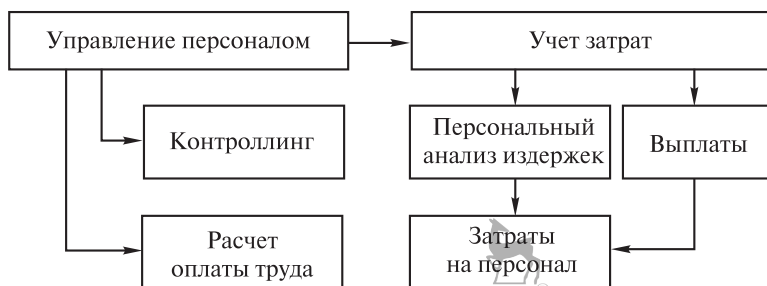 Управление персоналом
Учет затрат
Контроллинг
Персональный
анализ издержек
Выплаты
Расчет
оплаты труда
Затраты
на персонал